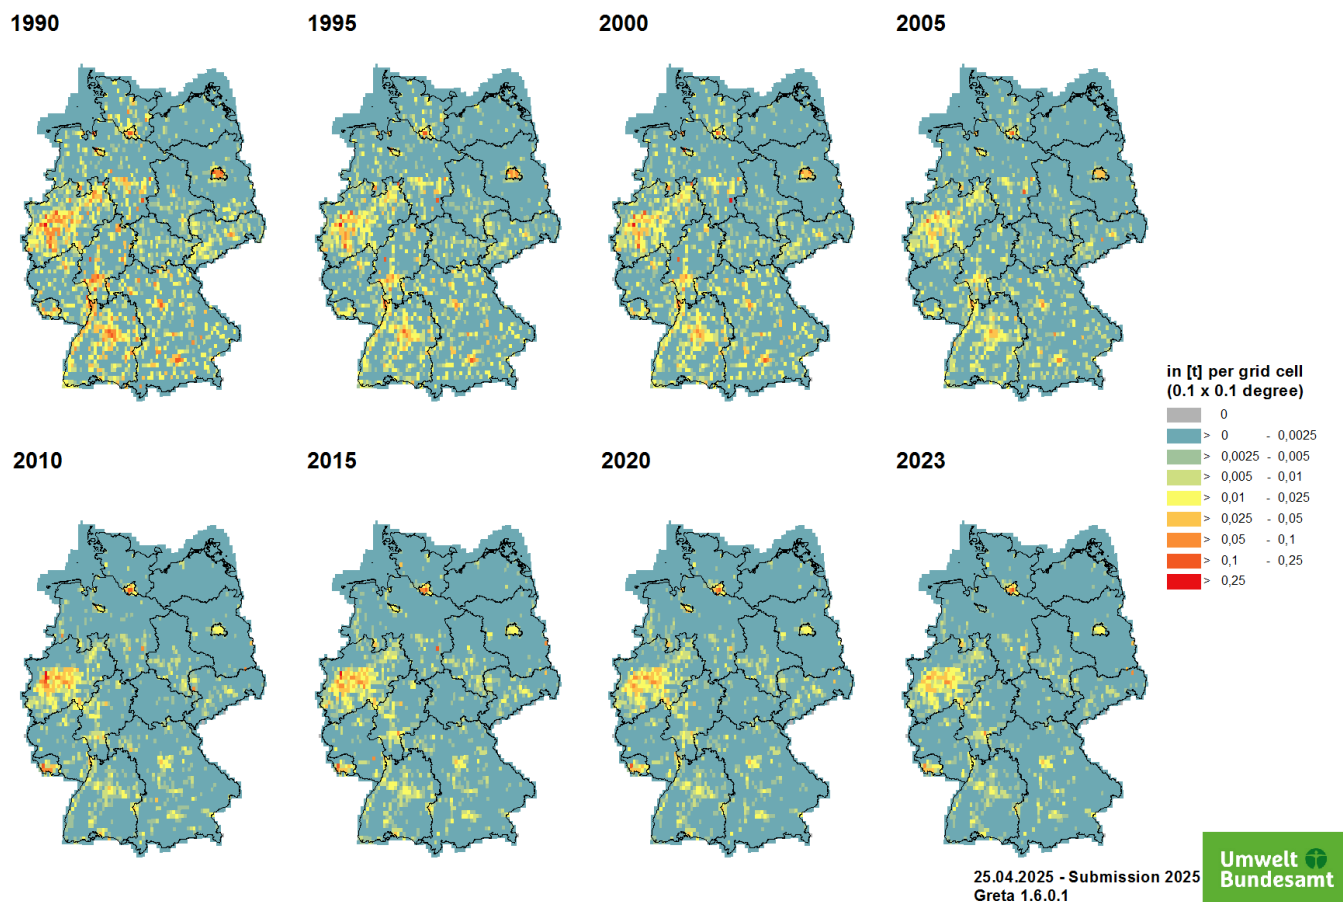 1990
1995
2000
2005
in [t] per grid cell
(0.1 x 0.1 degree)
0
> 0 - 0,0025
> 0,0025 - 0,005
> 0,005 - 0,01
> 0,01 - 0,025
> 0,025 - 0,05
> 0,05 - 0,1
> 0,1 - 0,25
> 0,25
2010
2015
2020
2023
25.04.2025 - Submission 2025
Greta 1.6.0.1
Umwelt
Bundesamt